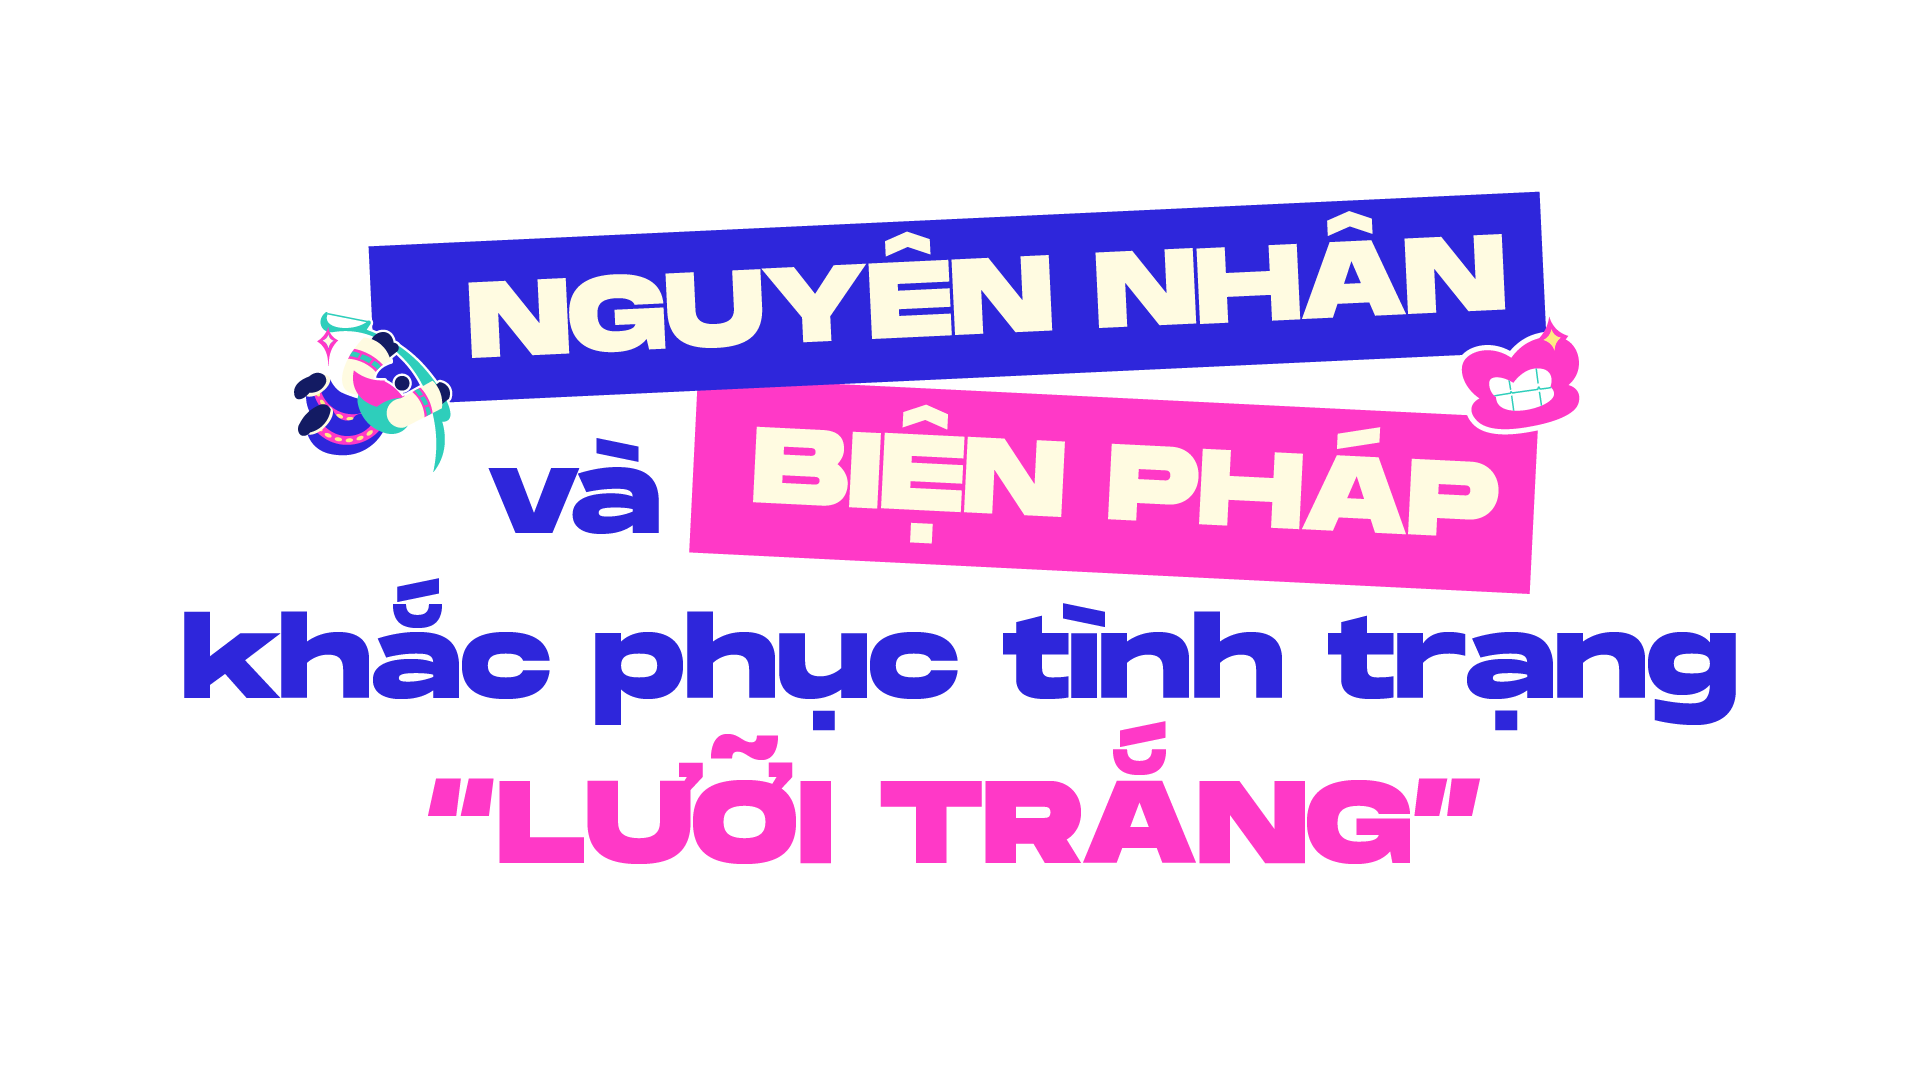 NGUYÊN NHÂN
và BIỆN PHÁP
khắc phục tình trạng
"LƯỠI TRẮNG"